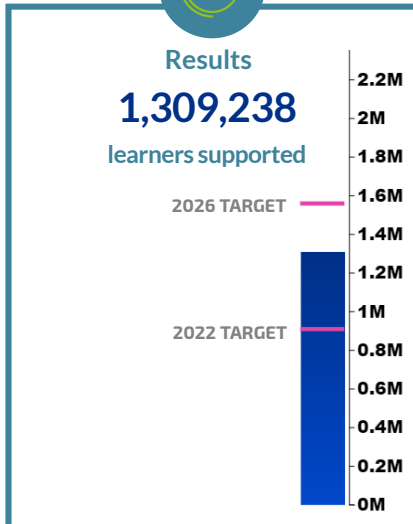 Results
1,309,238
learners supported
2026 TARGET
2022 TARGET
2.2M
2M
1.8M
1.6M
1.4M
1.2M
1M
0.8M
0.6M
0.4M
0.2M
0M